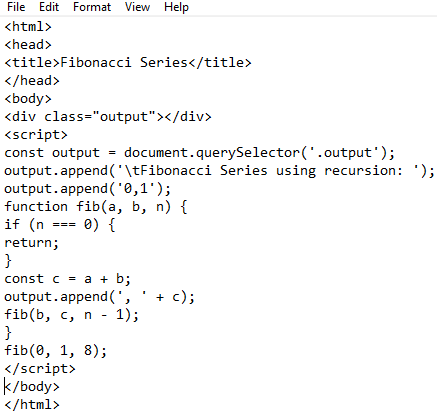 File Edit Format View Help
<html>
<head>
<title>Fibonacci Series</title>
</head>
<body>
<div class="output"></div>
<script>
const output = document.querySelector('.output');
output.append('\tFibonacci Series using recursion: ');
output.append('0,1');
function fib(a, b, n) {
if (n === 0) {
return;
}
const c = a + b;
output.append(', ' + c);
fib(b, c, n - 1);
}
fib(0, 1, 8);
</script>
</body>
</html>